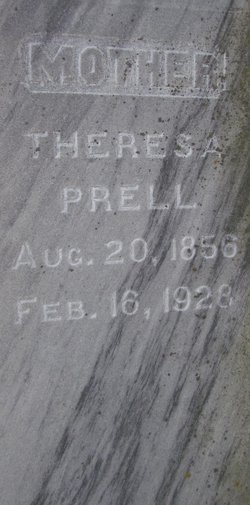 MOTHER
THERESA
PRELL
AUG. 20, 1856
FEB. 16, 1928